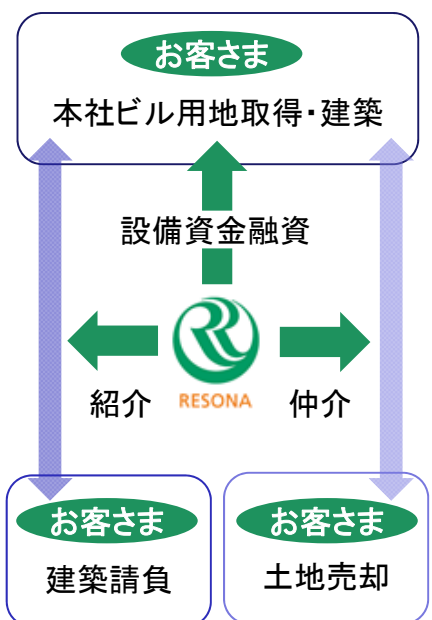 お客さま
本社ビル用地取得・建築
設備資金融資
紹介
RESONA
仲介
お客さま
建築請負
お客さま
土地売却